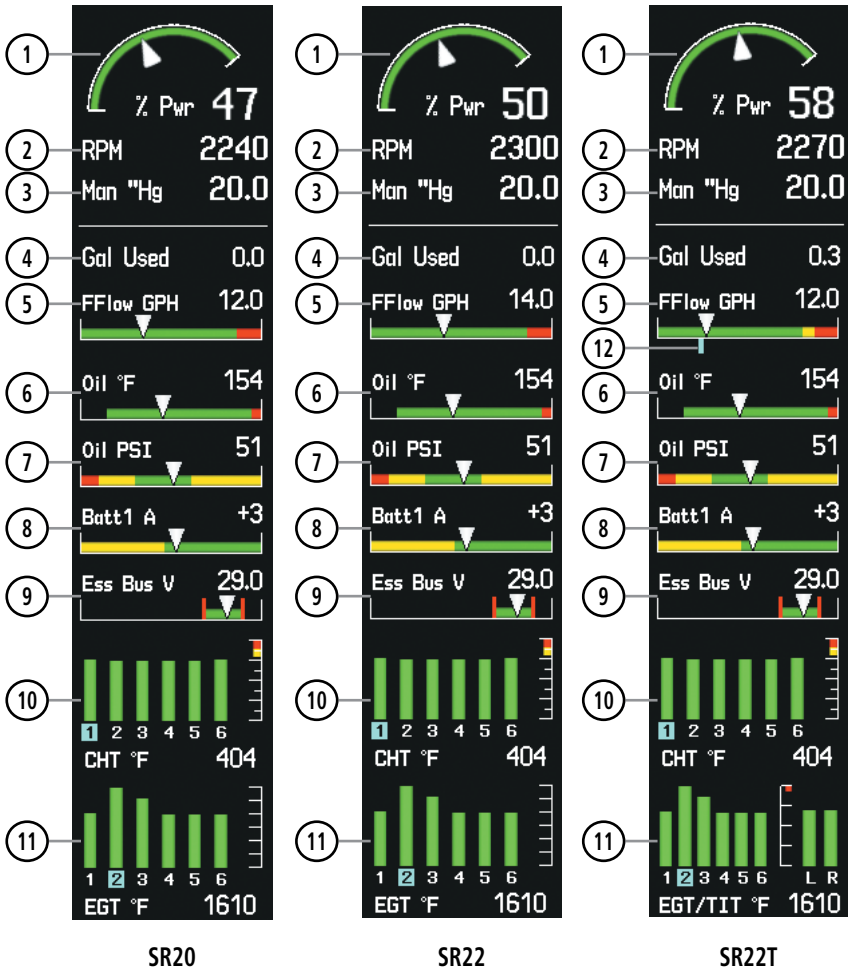 1
% Pwr 47
2 RPM 2240
3 Man "Hg 20.0
4 Gal Used 0.0
5 FFlow GPH 12.0
6 Oil °F 154
7 Oil PSI 51
8 Batt1 A +3
9 Ess Bus V 29.0
10
1 2 3 4 5 6
CHT °F 404
11
1 2 3 4 5 6
EGT °F 1610
SR20
1
% Pwr 50
2 RPM 2300
3 Man "Hg 20.0
4 Gal Used 0.0
5 FFlow GPH 14.0
6 Oil °F 154
7 Oil PSI 51
8 Batt1 A +3
9 Ess Bus V 29.0
10
1 2 3 4 5 6
CHT °F 404
11
1 2 3 4 5 6
EGT °F 1610
SR22
1
% Pwr 58
2 RPM 2270
3 Man "Hg 20.0
4 Gal Used 0.3
5 FFlow GPH 12.0
12
6 Oil °F 154
7 Oil PSI 51
8 Batt1 A +3
9 Ess Bus V 29.0
10
1 2 3 4 5 6
CHT °F 404
11
1 2 3 4 5 6 L R
EGT/TIT °F 1610
SR22T